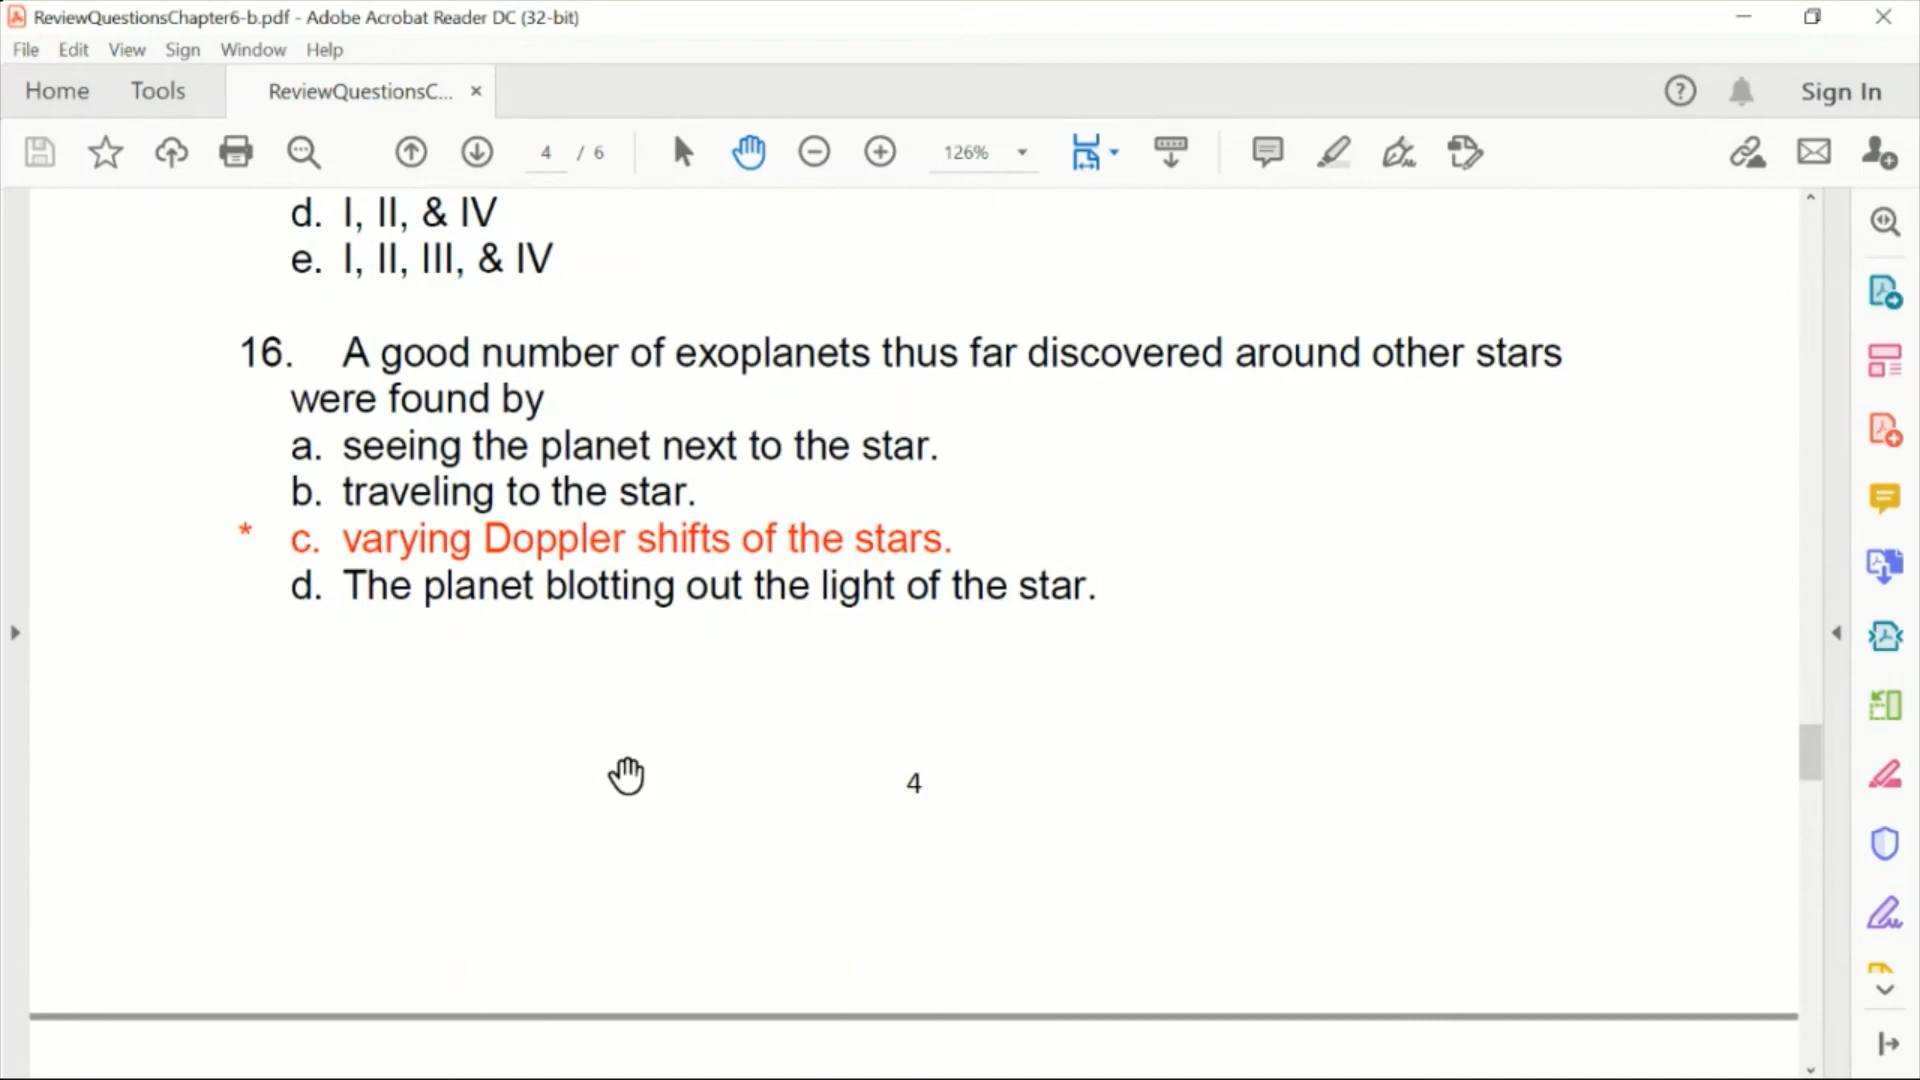 ReviewQuestionsChapter6-b.pdf - Adobe Acrobat Reader DC (32-bit)
File Edit View Sign Window Help
Home Tools ReviewQuestionsC... × Sign In
4 / 6 126%
d. I, II, & IV
e. I, II, III, & IV
16. A good number of exoplanets thus far discovered around other stars
were found by
a. seeing the planet next to the star.
b. traveling to the star.
* c. varying Doppler shifts of the stars.
d. The planet blotting out the light of the star.
4